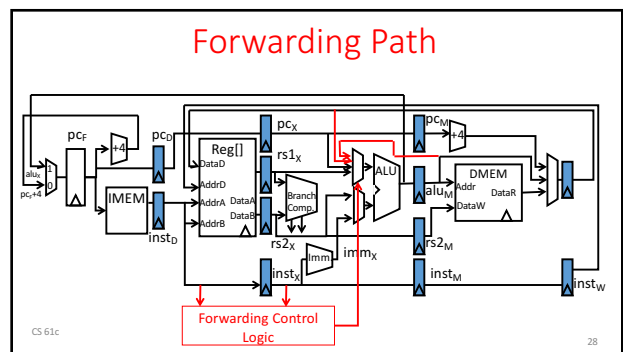 Forwarding Path
+4
pcF
pcD
pcX
pcM
+4
Reg[]
rs1X
ALU
DMEM
DataD
aluX
1
0
pcF+4
IMEM
AddrD
DataA
AddrA
DataB
AddrB
Branch
Comp.
aluM
Addr
DataR
DataW
instD
rs2X
immX
rs2M
Imm.
instX
instM
instW
Forwarding Control
Logic
CS 61c
28